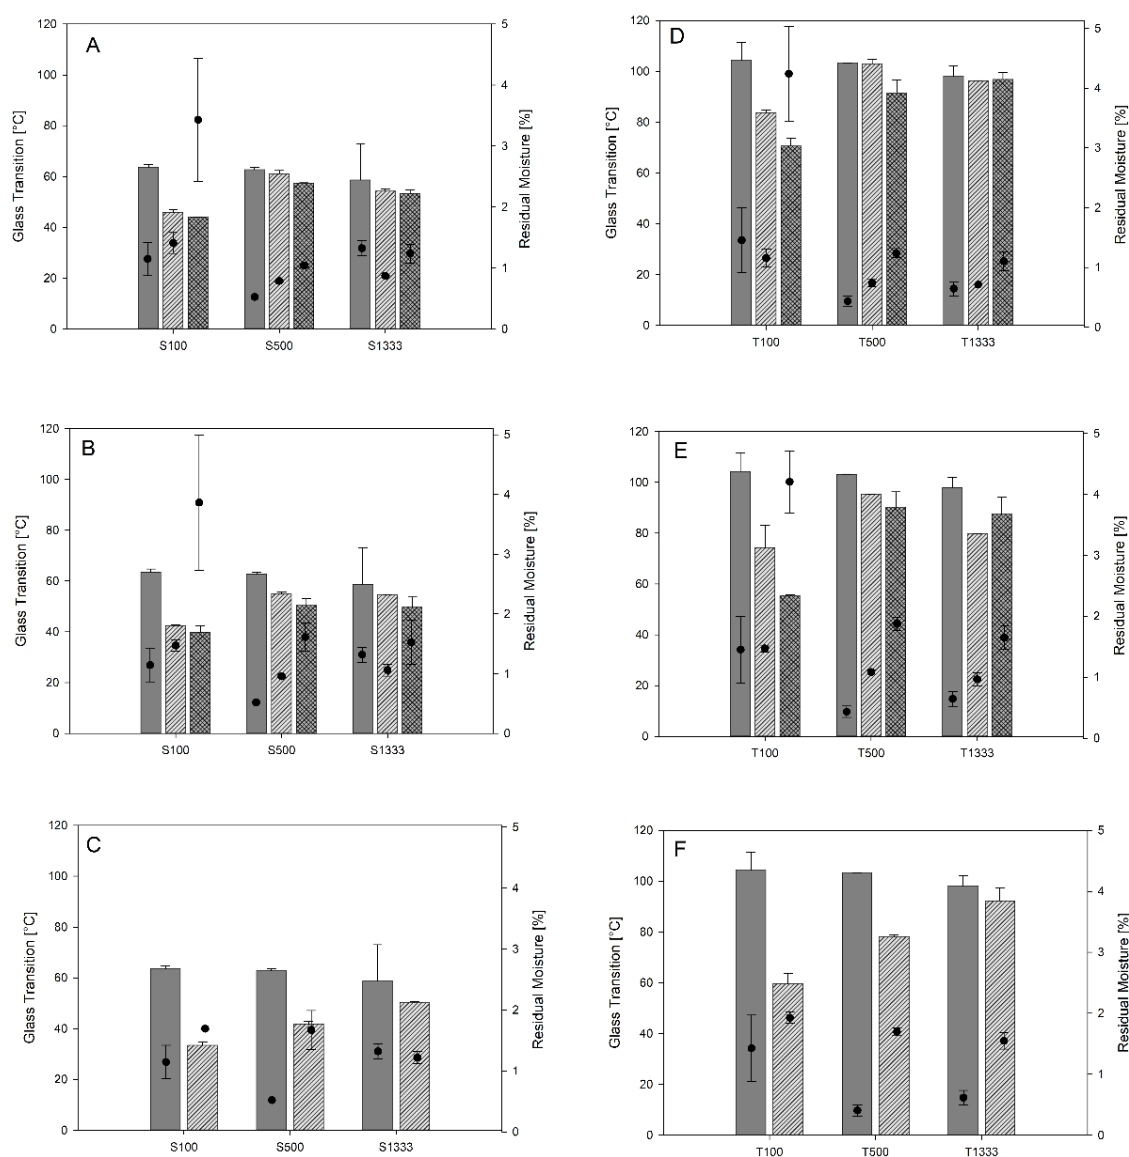 A
Glass Transition [°C]
120
100
80
60
40
20
0
S100
S500
S1333
5
4
3
2
1
0
Residual Moisture [%]
D
Glass Transition [°C]
120
100
80
60
40
20
0
T100
T500
T1333
5
4
3
2
1
0
Residual Moisture [%]
B
Glass Transition [°C]
120
100
80
60
40
20
0
S100
S500
S1333
5
4
3
2
1
0
Residual Moisture [%]
E
Glass Transition [°C]
120
100
80
60
40
20
0
T100
T500
T1333
5
4
3
2
1
0
Residual Moisture [%]
C
Glass Transition [°C]
120
100
80
60
40
20
0
S100
S500
S1333
5
4
3
2
1
0
Residual Moisture [%]
F
Glass Transition [°C]
120
100
80
60
40
20
0
T100
T500
T1333
5
4
3
2
1
0
Residual Moisture [%]